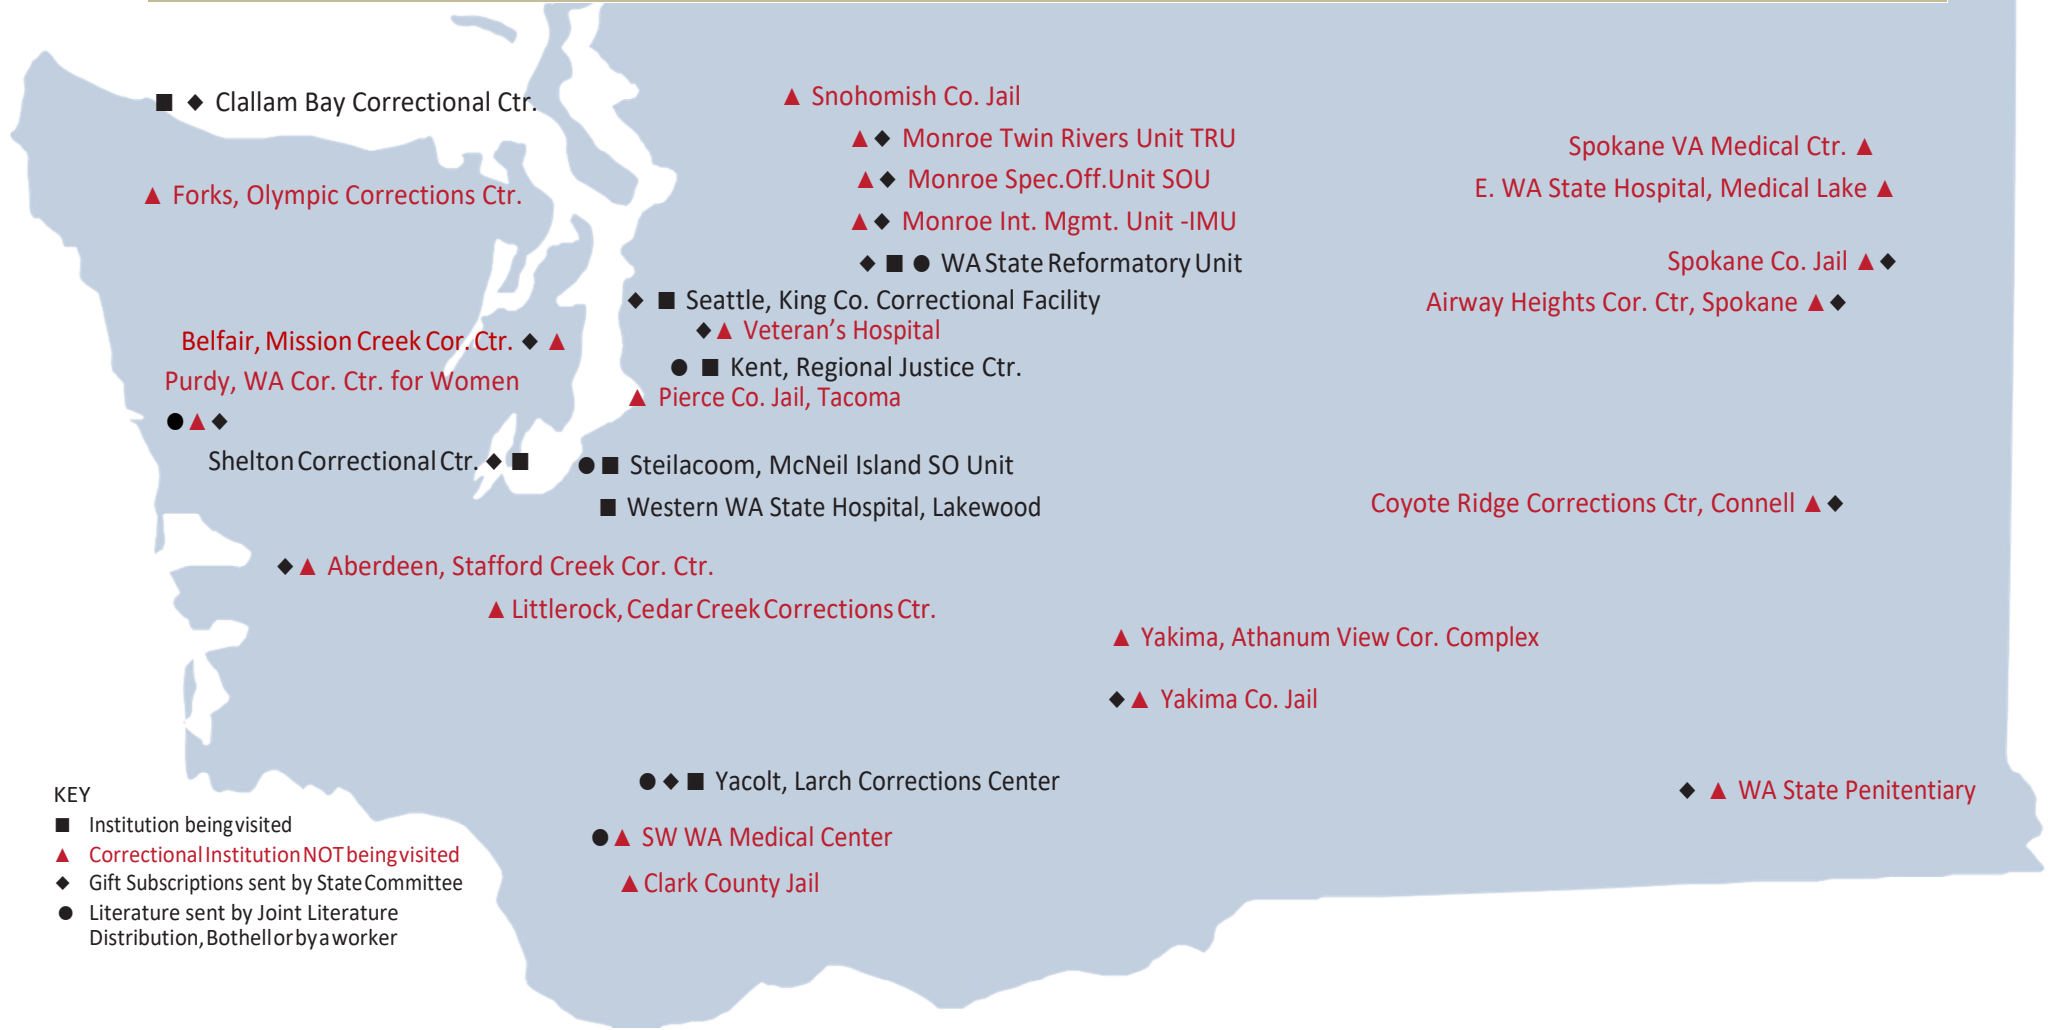 ■ ◆ Clallam Bay Correctional Ctr.
▲ Forks, Olympic Corrections Ctr.
Belfair, Mission Creek Cor. Ctr. ◆ ▲
Purdy, WA Cor. Ctr. for Women
● ▲ ◆
Shelton Correctional Ctr. ◆ ■
▲ Snohomish Co. Jail
▲ ◆ Monroe Twin Rivers Unit TRU
▲ ◆ Monroe Spec.Off.Unit SOU
▲ ◆ Monroe Int. Mgmt. Unit -IMU
◆ ■ ● WA State Reformatory Unit
◆ ■ Seattle, King Co. Correctional Facility
◆ ▲ Veteran’s Hospital
● ■ Kent, Regional Justice Ctr.
▲ Pierce Co. Jail, Tacoma
● ■ Steilacoom, McNeil Island SO Unit
■ Western WA State Hospital, Lakewood
Spokane VA Medical Ctr. ▲
E. WA State Hospital, Medical Lake ▲
Spokane Co. Jail ▲ ◆
Airway Heights Cor. Ctr, Spokane ▲ ◆
Coyote Ridge Corrections Ctr, Connell ▲ ◆
◆ ▲ Aberdeen, Stafford Creek Cor. Ctr.
▲ Littlerock, Cedar Creek Corrections Ctr.
▲ Yakima, Athanum View Cor. Complex
◆ ▲ Yakima Co. Jail
● ◆ ■ Yacolt, Larch Corrections Center
◆ ▲ WA State Penitentiary
● ▲ SW WA Medical Center
▲ Clark County Jail
KEY
■ Institution being visited
▲ Correctional Institution NOT being visited
◆ Gift Subscriptions sent by State Committee
● Literature sent by Joint Literature
Distribution, Bothell or by a worker